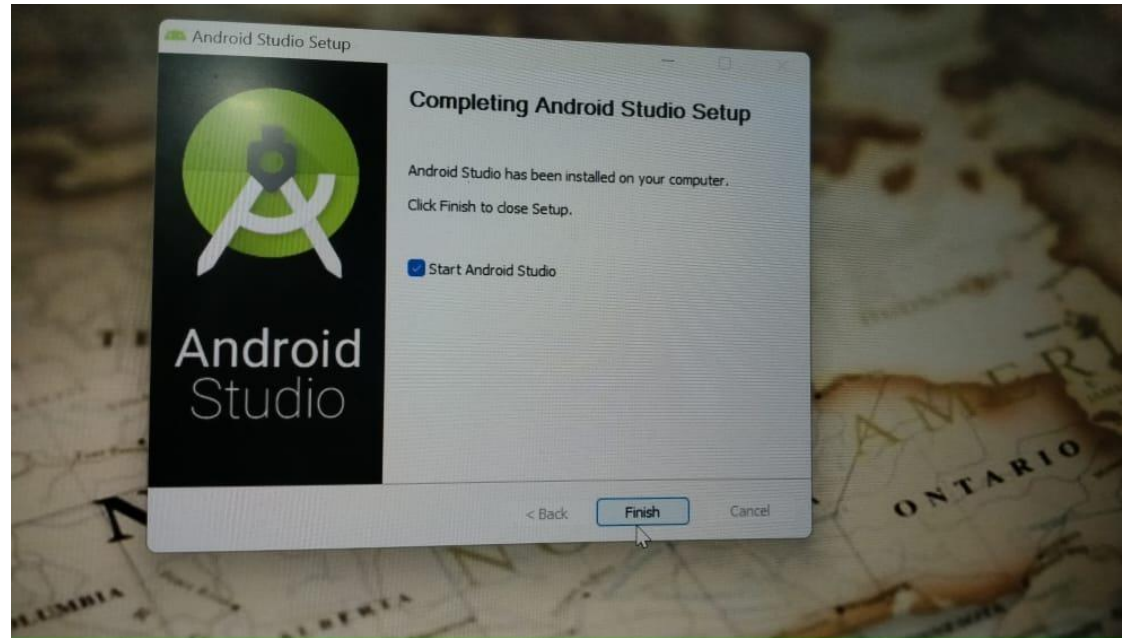 Android Studio Setup
Completing Android Studio Setup
Android Studio has been installed on your computer.
Click Finish to close Setup.
Start Android Studio
Android
Studio
< Back
Finish
Cancel
ONTARIO